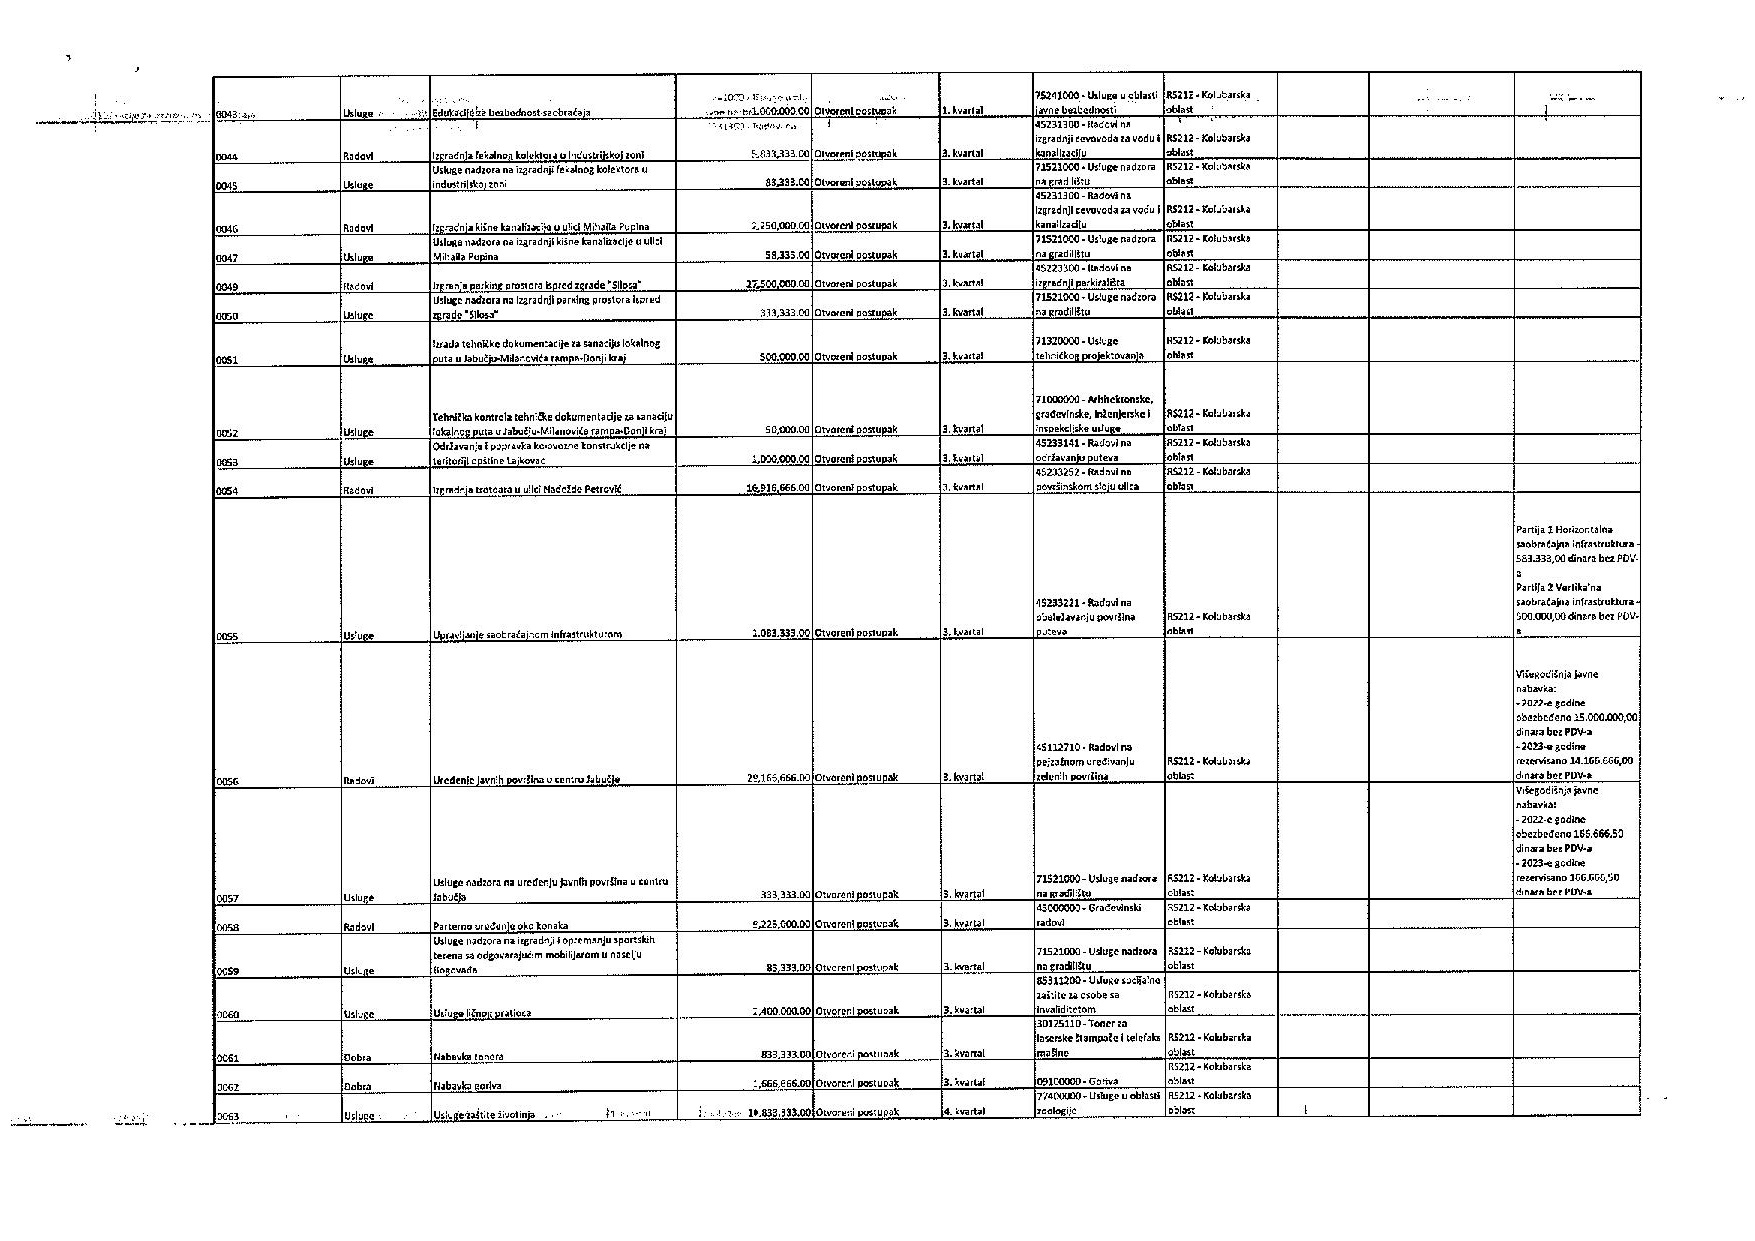 75241000 - Usluge u oblasti RS212 - Kolubarska
0043 Usluge Edukacije za bezbednost saobraćaja 1.000.000.00 Otvoreni postupak 1. kvartal javne bezbednosti oblast
45231300 - Radovi na
izgradnji cevovoda za vodu i RS212 - Kolubarska
0044 Radovi Izgradnja fekalnog kolektora u industrijskoj zoni 5,833,333.00 Otvoreni postupak 3. kvartal kanalizaciju oblast
Usluge nadzora na izgradnji fekalnog kolektora u 71521000 - Usluge nadzora RS212 - Kolubarska
0045 Usluge industrijskoj zoni 83,333.00 Otvoreni postupak 3. kvartal na gradilištu oblast
45231300 - Radovi na
izgradnji cevovoda za vodu i RS212 - Kolubarska
0046 Radovi Izgradnja kišne kanalizacije u ulici Mihaila Pupina 2,250,000.00 Otvoreni postupak 3. kvartal kanalizaciju oblast
Usluge nadzora na izgradnji kišne kanalizacije u ulici 71521000 - Usluge nadzora RS212 - Kolubarska
0047 Usluge Mihaila Pupina 58,333.00 Otvoreni postupak 3. kvartal na gradilištu oblast
45223300 - Radovi na RS212 - Kolubarska
0049 Radovi Izgranja parking prostora ispred zgrade "Silosa" 27,500,000.00 Otvoreni postupak 3. kvartal izgradnji parkirališta oblast
Usluge nadzora na izgradnji parking prostora ispred 71521000 - Usluge nadzora RS212 - Kolubarska
0050 Usluge zgrade "Silosa" 333,333.00 Otvoreni postupak 3. kvartal na gradilištu oblast
Izrada tehničke dokumentacije za sanaciju lokalnog 71320000 - Usluge RS212 - Kolubarska
0051 Usluge puta u Jabučju-Milanovića rampa-Donji kraj 500,000.00 Otvoreni postupak 3. kvartal tehničkog projektovanja oblast
71000000 - Arhitektonske,
Tehnička kontrola tehničke dokumentacije za sanaciju građevinske, inženjerske i RS212 - Kolubarska
0052 Usluge lokalnog puta u Jabučju-Milanovića rampa-Donji kraj 50,000.00 Otvoreni postupak 3. kvartal inspekcijske usluge oblast
Održavanje i popravka kolovozne konstrukcije na 45233141 - Radovi na RS212 - Kolubarska
0053 Usluge teritoriji opštine Lajkovac 1,000,000.00 Otvoreni postupak 3. kvartal održavanju puteva oblast
45233252 - Radovi na RS212 - Kolubarska
0054 Radovi Izgradnja trotoara u ulici Nadežde Petrović 16,916,666.00 Otvoreni postupak 3. kvartal površinskom sloju ulica oblast
Partija 1 Horizontalna
saobraćajna infrastruktura -
583.333,00 dinara bez PDV-
a
Partija 2 Vertikalna
45233221 - Radovi na saobraćajna infrastruktura -
obeležavanju površina RS212 - Kolubarska 500.000,00 dinara bez PDV-
0055 Usluge Upravljanje saobraćajnom infrastrukturom 1.083,333.00 Otvoreni postupak 3. kvartal puteva oblast a
Višegodišnja javne
nabavka:
- 2022-e godine
obezbeđeno 15.000.000,00
dinara bez PDV-a
45112710 - Radovi na - 2023-e godine
pejzažnom uređivanju RS212 - Kolubarska rezervisano 14.166.666,00
0056 Radovi Uređenje javnih površina u centru Jabučje 29,166,666.00 Otvoreni postupak 3. kvartal zelenih površina oblast dinara bez PDV-a
Višegodišnja javne
nabavka:
- 2022-e godine
obezbeđeno 166.666,50
dinara bez PDV-a
- 2023-e godine
Usluge nadzora na uređenju javnih površina u centru 71521000 - Usluge nadzora RS212 - Kolubarska rezervisano 166.666,50
0057 Usluge Jabučja 333,333.00 Otvoreni postupak 3. kvartal na gradilištu oblast dinara bez PDV-a
45000000 - Građevinski RS212 - Kolubarska
0058 Radovi Parterno uređenje oko konaka Otvoreni postupak 3. kvartal radovi oblast
Usluge nadzora na izgradnji i opremanju sportskih
terena sa odgovarajućim mobilijarom u naselju 71521000 - Usluge nadzora RS212 - Kolubarska
0059 Usluge Bogovađa 83,333.00 Otvoreni postupak 3. kvartal na gradilištu oblast
85311200 - Usluge socijalne
zaštite za osobe sa RS212 - Kolubarska
0060 Usluge Usluge ličnog pratioca 2,400.000.00 Otvoreni postupak 3. kvartal invaliditetom oblast
30125110 - Toner za
laserske štampače i telefaks RS212 - Kolubarska
0061 Dobra Nabavka tonera 833,333.00 Otvoreni postupak 3. kvartal mašine oblast
RS212 - Kolubarska
0062 Dobra Nabavka goriva 1,666,666.00 Otvoreni postupak 3. kvartal 09100000 - Goriva oblast
77400000 - Usluge u oblasti RS212 - Kolubarska
0063 Usluge Usluge zaštite životinja 10,833,333.00 Otvoreni postupak 4. kvartal zoologije oblast